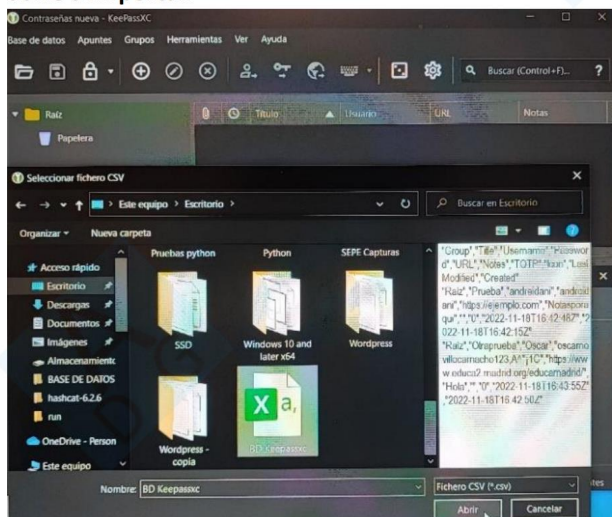 Contraseñas nueva - KeePassXC
Base de datos Apuntes Grupos Herramientas Ver Ayuda
Buscar (Control+F)... ?
Raíz
Título Usuario URL Notas
Papelera
Seleccionar fichero CSV
Este equipo > Escritorio >
Buscar en Escritorio
Organizar Nueva carpeta
Acceso rápido
Escritorio
Descargas
Documentos
Imágenes
Almacenamiento
BASE DE DATOS
hashcat-6.2.6
run
OneDrive - Person
Este equipo
Pruebas python
Python
SEPE Capturas
SSD
Windows 10 and
later x64
Wordpress
Wordpress -
copia
BD Keepassxc
"Group","Title","Username","Passwor
d","URL","Notes","TOTP","Icon","Last
Modified","Created"
"Raíz","Prueba","andreidani","android
ani","https://ejemplo.com","Notaspora
qui","","0","2022-11-18T16:42:48Z","2
022-11-18T16:42:15Z"
"Raíz","Otraprueba","Oscar","oscarno
"https://ww
w.educa2.madrid.org/educamadrid/",
"Hola","","0","2022-11-18T16:43:55Z"
,"2022-11-18T16:42:50Z"
Nombre: BD Keepassxc
Fichero CSV (*.csv)
Abrir Cancelar